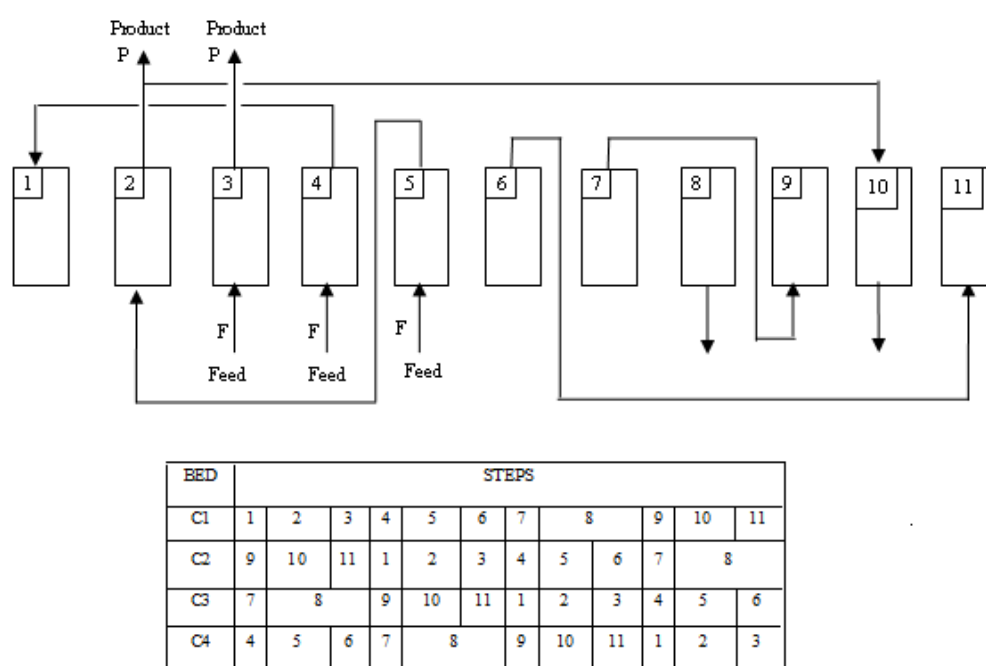 Product Product
P P
1 2 3 4 5 6 7 8 9 10 11
F F F
Feed Feed Feed
BED STEPS
C1 1 2 3 4 5 6 7 8 9 10 11
C2 9 10 11 1 2 3 4 5 6 7 8
C3 7 8 9 10 11 1 2 3 4 5 6
C4 4 5 6 7 8 9 10 11 1 2 3